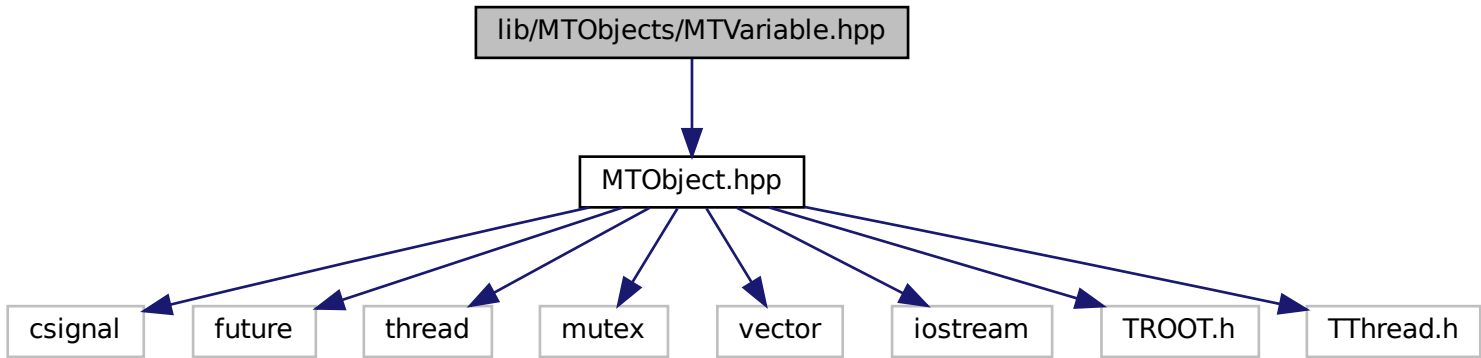 lib/MTObjects/MTVariable.hpp
MTObject.hpp
csignal
future
thread
mutex
vector
iostream
TROOT.h
TThread.h